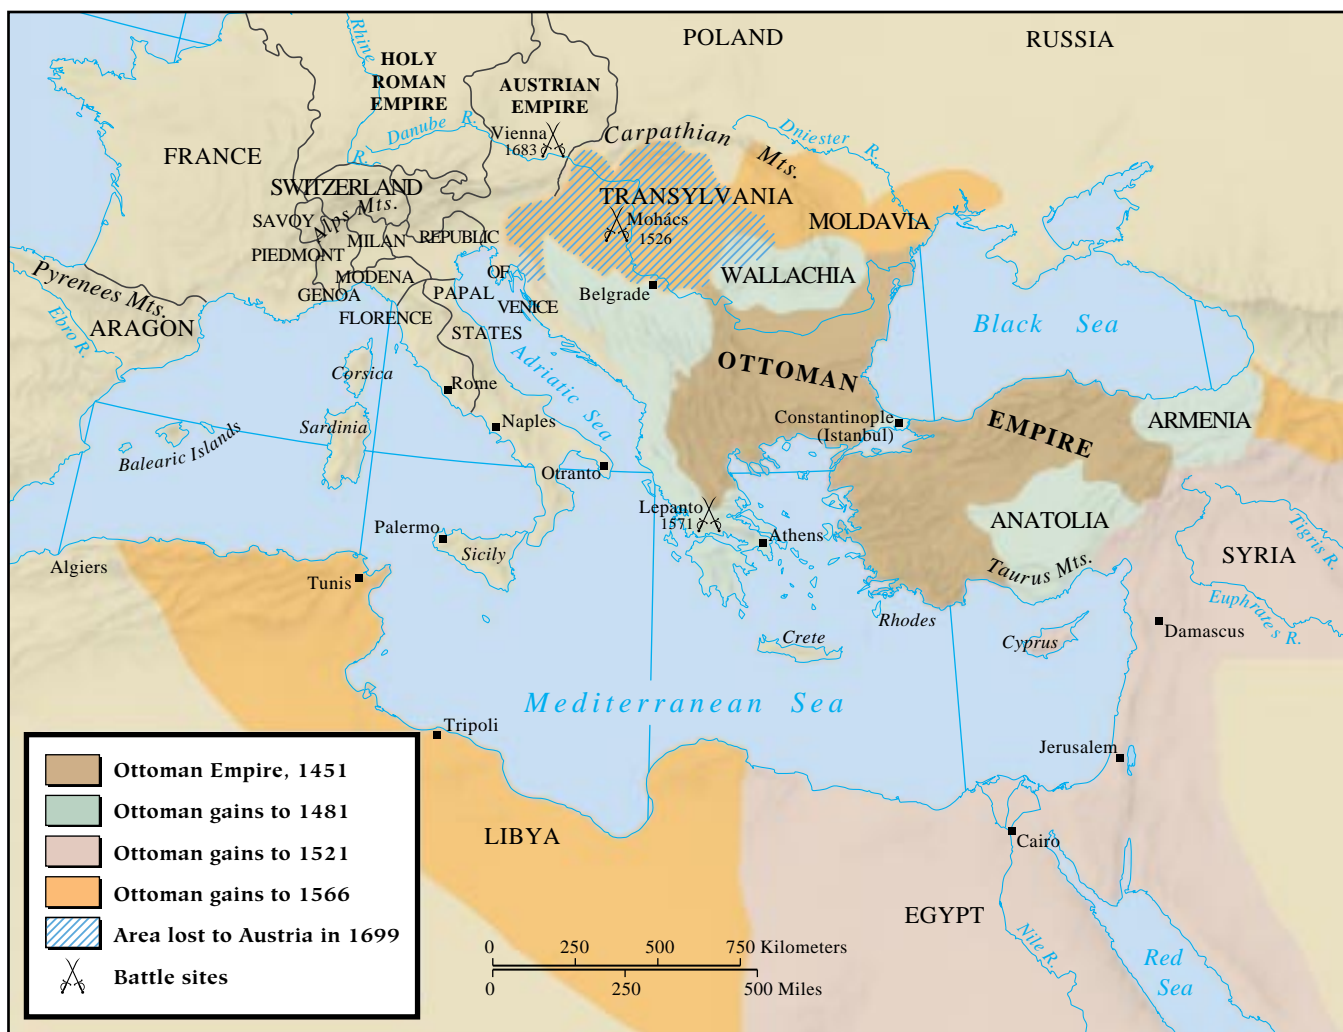 POLAND
RUSSIA
Rhine
HOLY
ROMAN
EMPIRE
AUSTRIAN
EMPIRE
Danube R.
Vienna
1683
Carpathian Mts.
Dniester R.
FRANCE
R.
SWITZERLAND
TRANSYLVANIA
Mohács
1526
MOLDAVIA
SAVOY
Alps Mts.
PIEDMONT
MILAN
REPUBLIC
OF
VENICE
MODENA
GENOA
PAPAL
STATES
FLORENCE
Belgrade
WALLACHIA
Pyrenees Mts.
ARAGON
Ebro R.
Black Sea
Adriatic Sea
OTTOMAN
EMPIRE
Corsica
Rome
Naples
Sardinia
Balearic Islands
Otranto
Constantinople
(Istanbul)
ARMENIA
Lepanto
1571
Athens
ANATOLIA
Taurus Mts.
Tigris R.
SYRIA
Euphrates R.
Palermo
Sicily
Algiers
Tunis
Rhodes
Crete
Cyprus
Damascus
Mediterranean Sea
Tripoli
Jerusalem
LIBYA
Cairo
EGYPT
Nile R.
Red
Sea
Ottoman Empire, 1451
Ottoman gains to 1481
Ottoman gains to 1521
Ottoman gains to 1566
Area lost to Austria in 1699
Battle sites
0 250 500 750 Kilometers
0 250 500 Miles